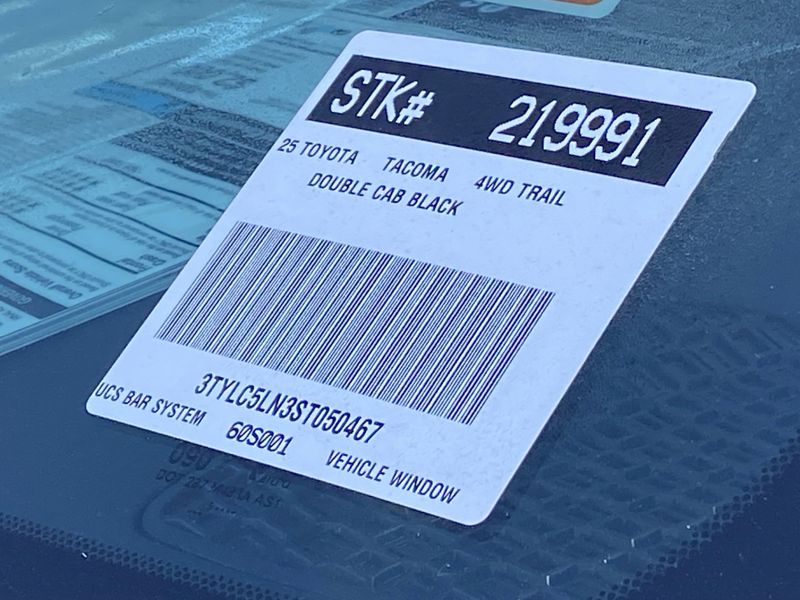 STK# 219991
25 TOYOTA TACOMA 4WD TRAIL
DOUBLE CAB BLACK
3TYLC5LN3ST050467
UCS BAR SYSTEM 60S001 VEHICLE WINDOW